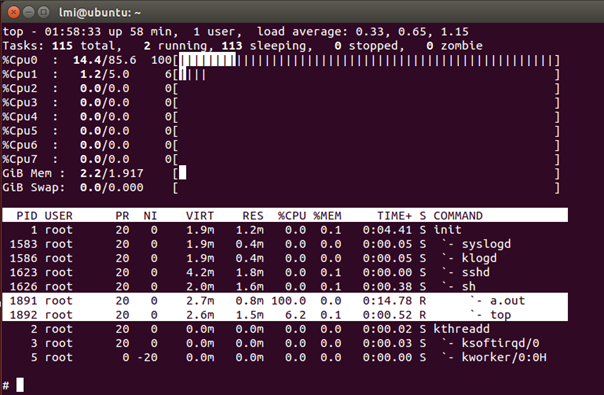 lmi@ubuntu: ~
top - 01:58:33 up 58 min,  1 user,  load average: 0.33, 0.65, 1.15
Tasks: 115 total,   2 running, 113 sleeping,   0 stopped,   0 zombie
%Cpu0  :  14.4/85.6   100[||||||||||||||||||||||||||||||||||||||||||||||||||||]
%Cpu1  :   1.2/5.0      6[||||                                                ]
%Cpu2  :   0.0/0.0      0[                                                    ]
%Cpu3  :   0.0/0.0      0[                                                    ]
%Cpu4  :   0.0/0.0      0[                                                    ]
%Cpu5  :   0.0/0.0      0[                                                    ]
%Cpu6  :   0.0/0.0      0[                                                    ]
%Cpu7  :   0.0/0.0      0[                                                    ]
GiB Mem :  2.2/1.917     [                                                    ]
GiB Swap:  0.0/0.000     [                                                    ]
PID USER      PR  NI    VIRT    RES  %CPU %MEM     TIME+ S COMMAND
1 root      20   0    1.9m   1.2m   0.0  0.1   0:04.41 S init
1583 root      20   0    1.9m   0.4m   0.0  0.0   0:00.05 S  `- syslogd
1586 root      20   0    1.9m   0.4m   0.0  0.0   0:00.05 S  `- klogd
1623 root      20   0    4.2m   1.8m   0.0  0.1   0:00.00 S  `- sshd
1626 root      20   0    2.0m   1.6m   0.0  0.1   0:00.38 S  `- sh
1891 root      20   0    2.7m   0.8m 100.0  0.0   0:14.78 R      `- a.out
1892 root      20   0    2.6m   1.5m   6.2  0.1   0:00.52 R      `- top
2 root      20   0    0.0m   0.0m   0.0  0.0   0:00.02 S kthreadd
3 root      20   0    0.0m   0.0m   0.0  0.0   0:00.03 S  `- ksoftirqd/0
5 root       0 -20    0.0m   0.0m   0.0  0.0   0:00.00 S  `- kworker/0:0H
#